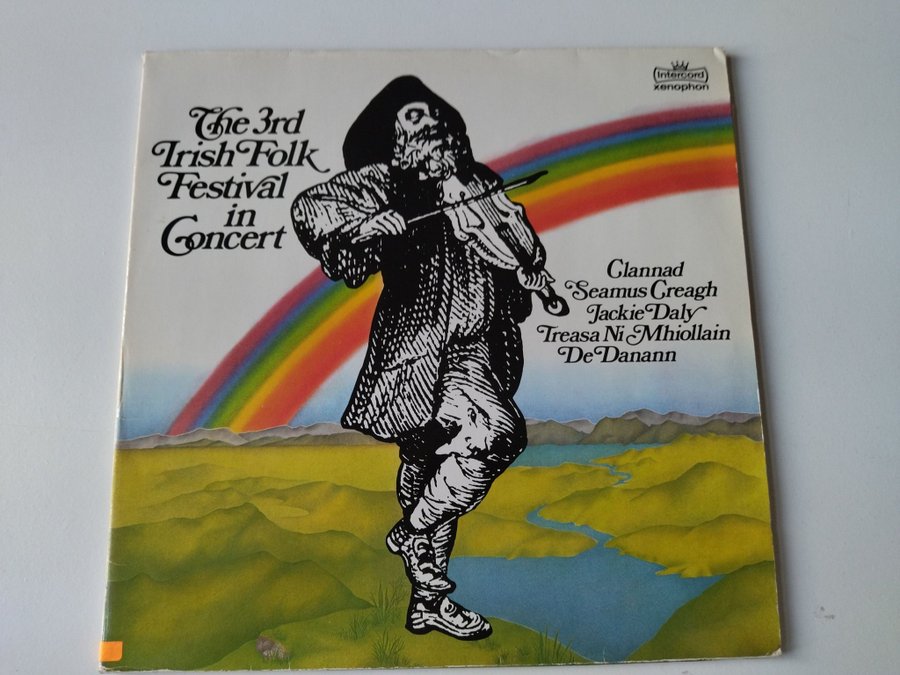 The 3rd
Irish Folk
Festival
in
Concert
Intercord
xenophon
Clannad
Seamus Creagh
Jackie Daly
Treasa Ni Mhiollain
De Danann